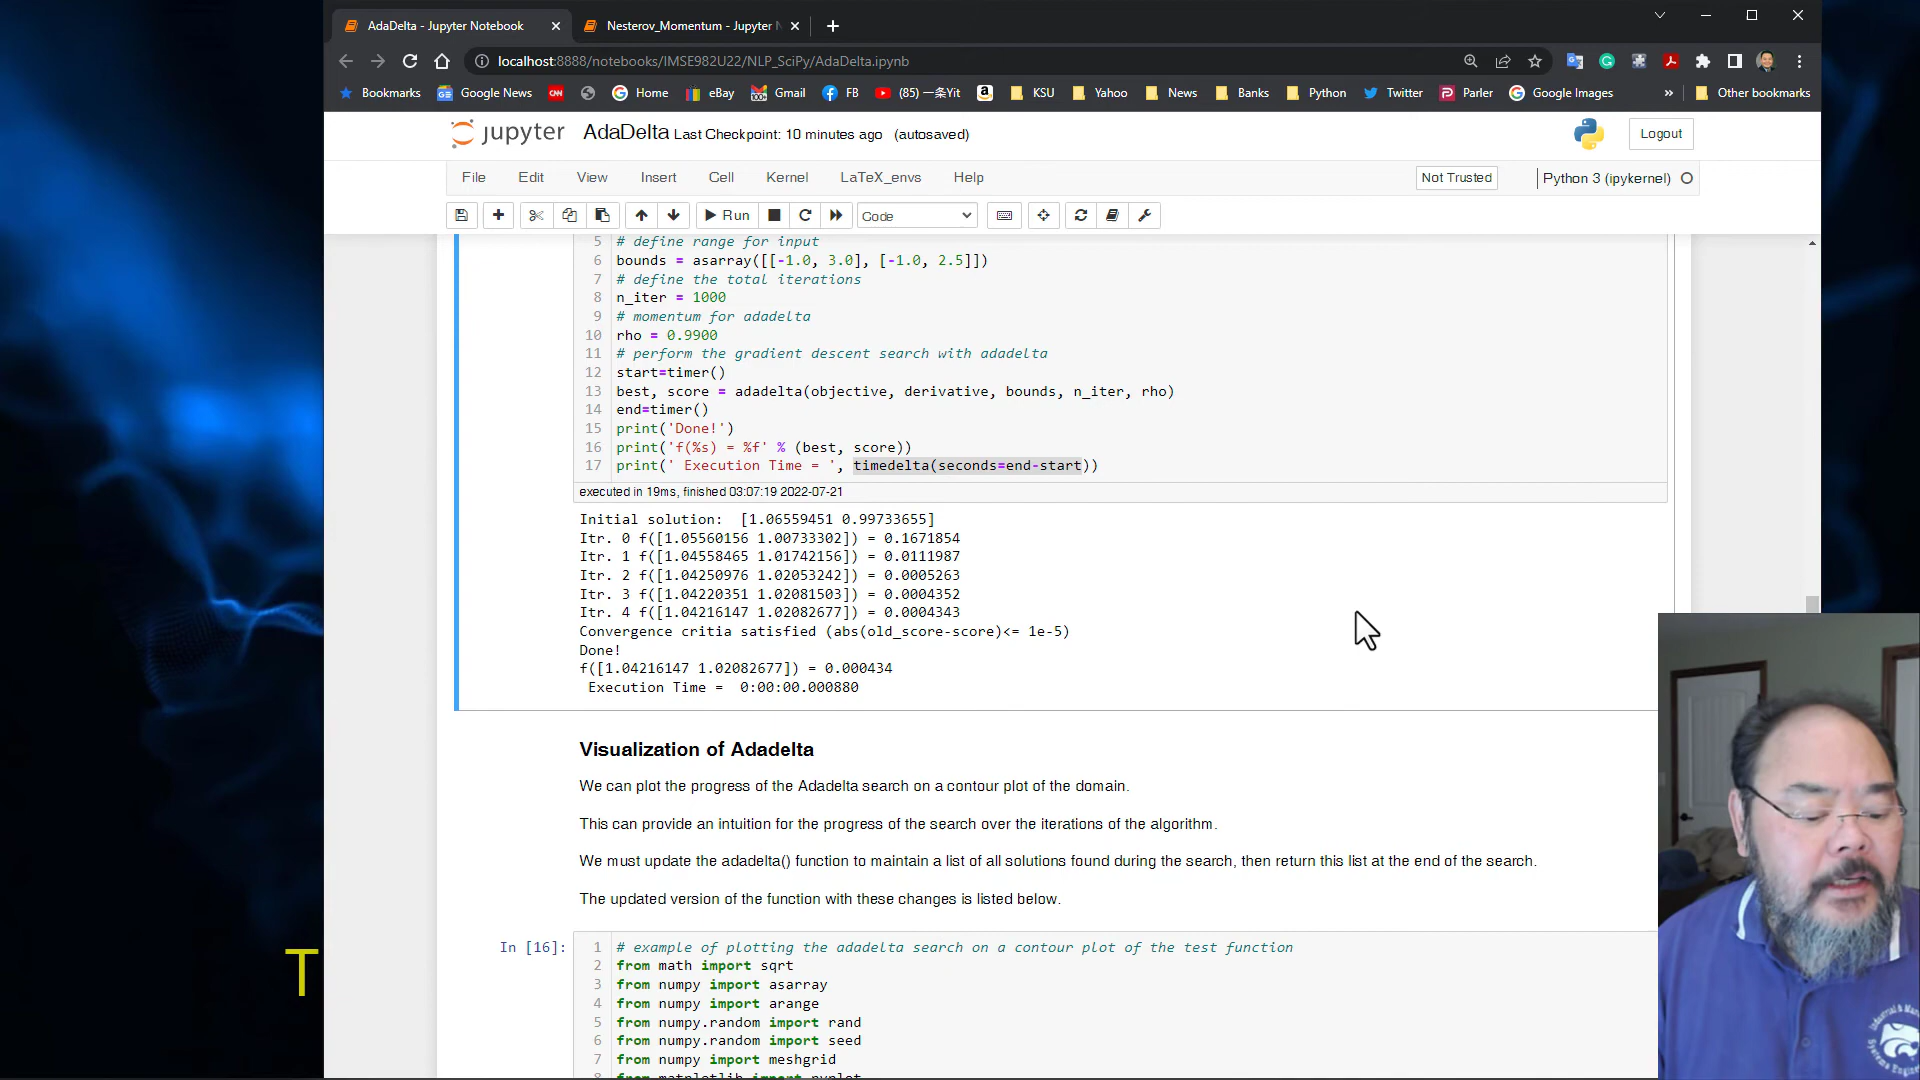 AdaDelta - Jupyter Notebook
Nesterov_Momentum - Jupyter N
localhost:8888/notebooks/IMSE982U22/NLP_SciPy/AdaDelta.ipynb
Bookmarks Google News CNN Home eBay Gmail FB (85) 一条Yit KSU Yahoo News Banks Python Twitter Parler Google Images » Other bookmarks
jupyter AdaDelta Last Checkpoint: 10 minutes ago (autosaved) Logout
File Edit View Insert Cell Kernel LaTeX_envs Help Not Trusted Python 3 (ipykernel)
Run Code
5 # define range for input
6 bounds = asarray([[-1.0, 3.0], [-1.0, 2.5]])
7 # define the total iterations
8 n_iter = 1000
9 # momentum for adadelta
10 rho = 0.9900
11 # perform the gradient descent search with adadelta
12 start=timer()
13 best, score = adadelta(objective, derivative, bounds, n_iter, rho)
14 end=timer()
15 print('Done!')
16 print('f(%s) = %f' % (best, score))
17 print(' Execution Time = ', timedelta(seconds=end-start))
executed in 19ms, finished 03:07:19 2022-07-21
Initial solution:  [1.06559451 0.99733655]
Itr. 0 f([1.05560156 1.00733302]) = 0.1671854
Itr. 1 f([1.04558465 1.01742156]) = 0.0111987
Itr. 2 f([1.04250976 1.02053242]) = 0.0005263
Itr. 3 f([1.04220351 1.02081503]) = 0.0004352
Itr. 4 f([1.04216147 1.02082677]) = 0.0004343
Convergence critia satisfied (abs(old_score-score)<= 1e-5)
Done!
f([1.04216147 1.02082677]) = 0.000434
Execution Time =  0:00:00.000880
Visualization of Adadelta
We can plot the progress of the Adadelta search on a contour plot of the domain.
This can provide an intuition for the progress of the search over the iterations of the algorithm.
We must update the adadelta() function to maintain a list of all solutions found during the search, then return this list at the end of the search.
The updated version of the function with these changes is listed below.
In [16]: 1 # example of plotting the adadelta search on a contour plot of the test function
2 from math import sqrt
3 from numpy import asarray
4 from numpy import arange
5 from numpy.random import rand
6 from numpy.random import seed
7 from numpy import meshgrid
8 from matplotlib import pyplot
T